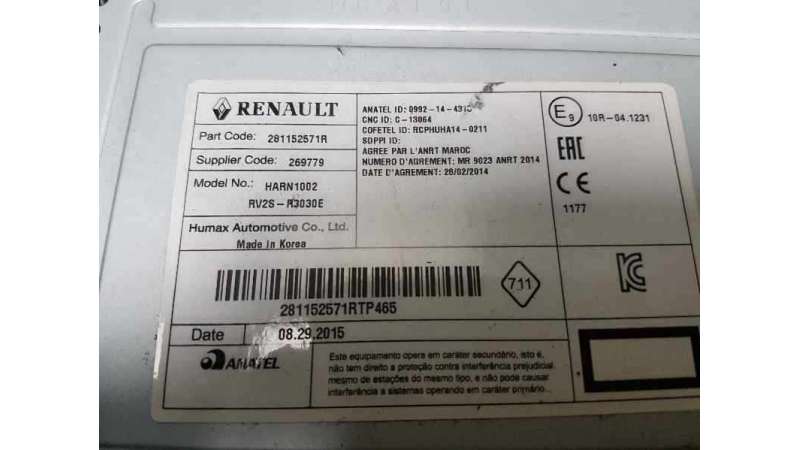 RENAULT
Part Code: 281152571R
Supplier Code: 269779
Model No.: HARN1002
RV2S-R3030E
Humax Automotive Co., Ltd.
Made in Korea
ANATEL ID: 0992-14-4313
CNC ID: C-13064
COFETEL ID: RCPHUHA14-0211
SDPPI ID:
AGREE PAR L'ANRT MAROC
NUMERO D'AGREMENT: MR 9023 ANRT 2014
DATE D'AGREMENT: 26/02/2014
E9 10R-04.1231
EAC
CE
1177
281152571RTP465
711
Date 08.29.2015
ANATEL
Este equipamento opera em caráter secundário, isto é,
não tem direito a proteção contra interferência prejudicial,
mesmo de estações do mesmo tipo, e não pode causar
interferência a sistemas operando em caráter primário.